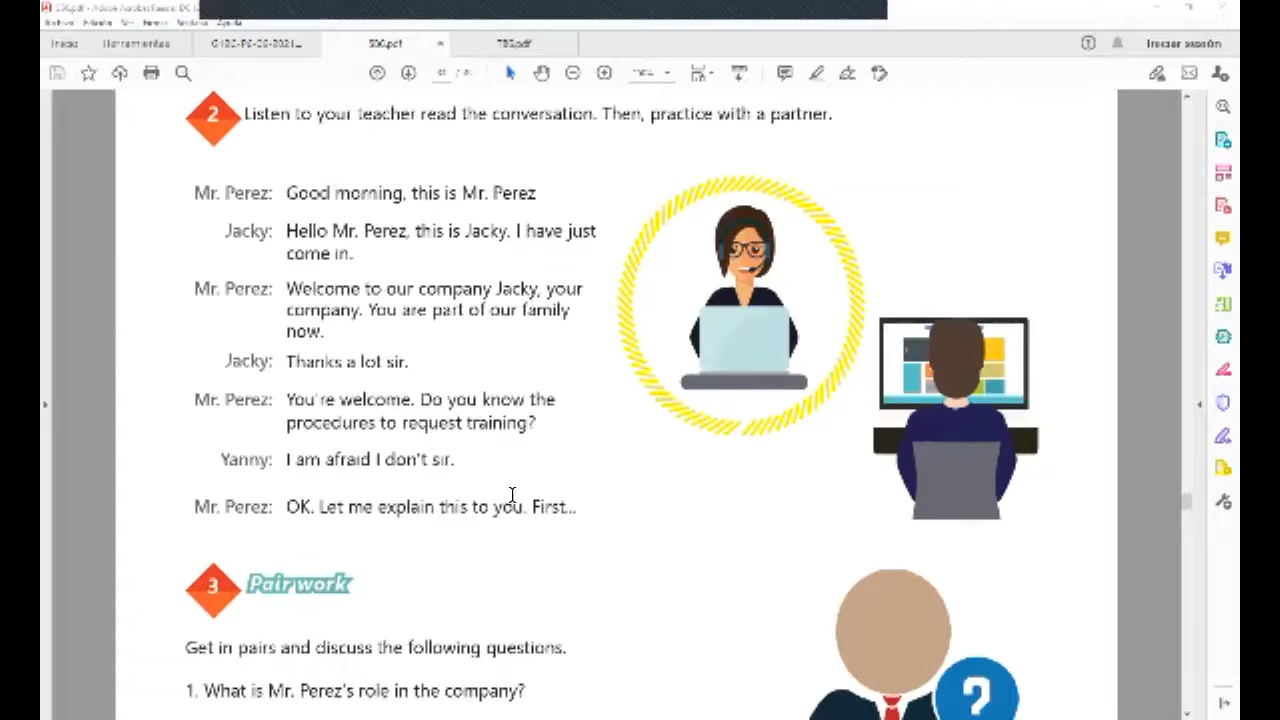 Inicio Herramientas SBG.pdf × TBG.pdf Iniciar sesión
2 Listen to your teacher read the conversation. Then, practice with a partner.
Mr. Perez: Good morning, this is Mr. Perez
Jacky: Hello Mr. Perez, this is Jacky. I have just
come in.
Mr. Perez: Welcome to our company Jacky, your
company. You are part of our family
now.
Jacky: Thanks a lot sir.
Mr. Perez: You're welcome. Do you know the
procedures to request training?
Yanny: I am afraid I don't sir.
Mr. Perez: OK. Let me explain this to you. First...
3 Pair work
Get in pairs and discuss the following questions.
1. What is Mr. Perez's role in the company?
?